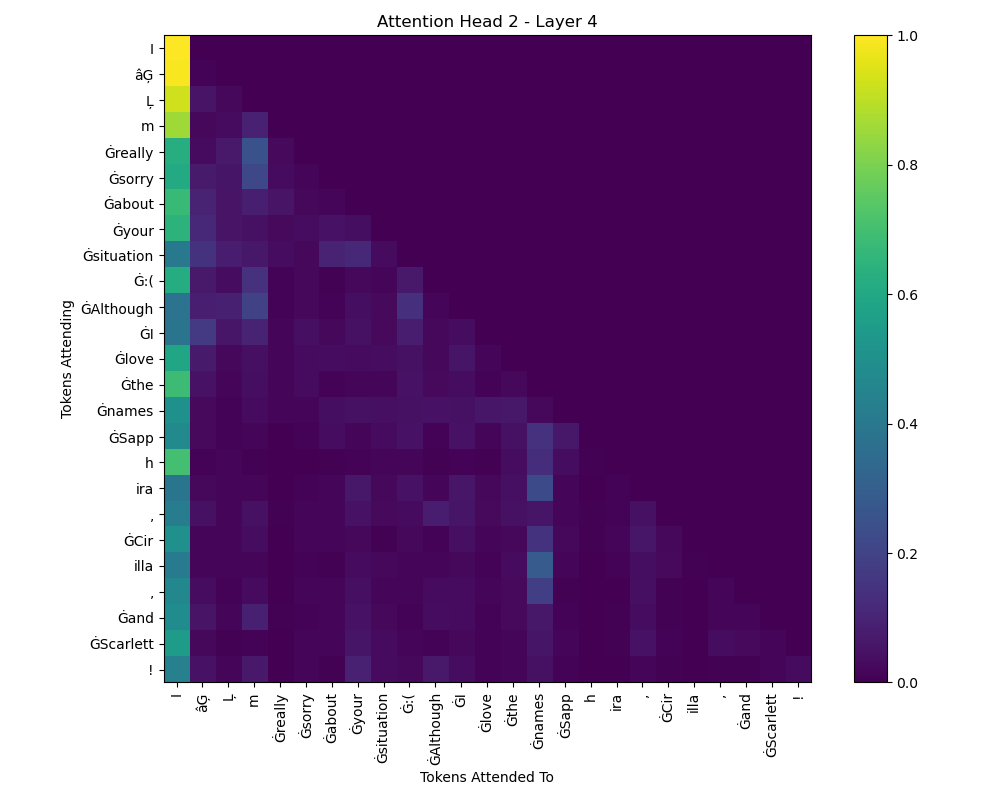 Attention Head 2 - Layer 4
Tokens Attending
I
âĢ
Ļ
m
Ġreally
Ġsorry
Ġabout
Ġyour
Ġsituation
Ġ:(
ĠAlthough
ĠI
Ġlove
Ġthe
Ġnames
ĠSapp
h
ira
,
ĠCir
illa
,
Ġand
ĠScarlett
!
I
âĢ
Ļ
m
Ġreally
Ġsorry
Ġabout
Ġyour
Ġsituation
Ġ:(
ĠAlthough
ĠI
Ġlove
Ġthe
Ġnames
ĠSapp
h
ira
,
ĠCir
illa
,
Ġand
ĠScarlett
!
Tokens Attended To
1.0
0.8
0.6
0.4
0.2
0.0